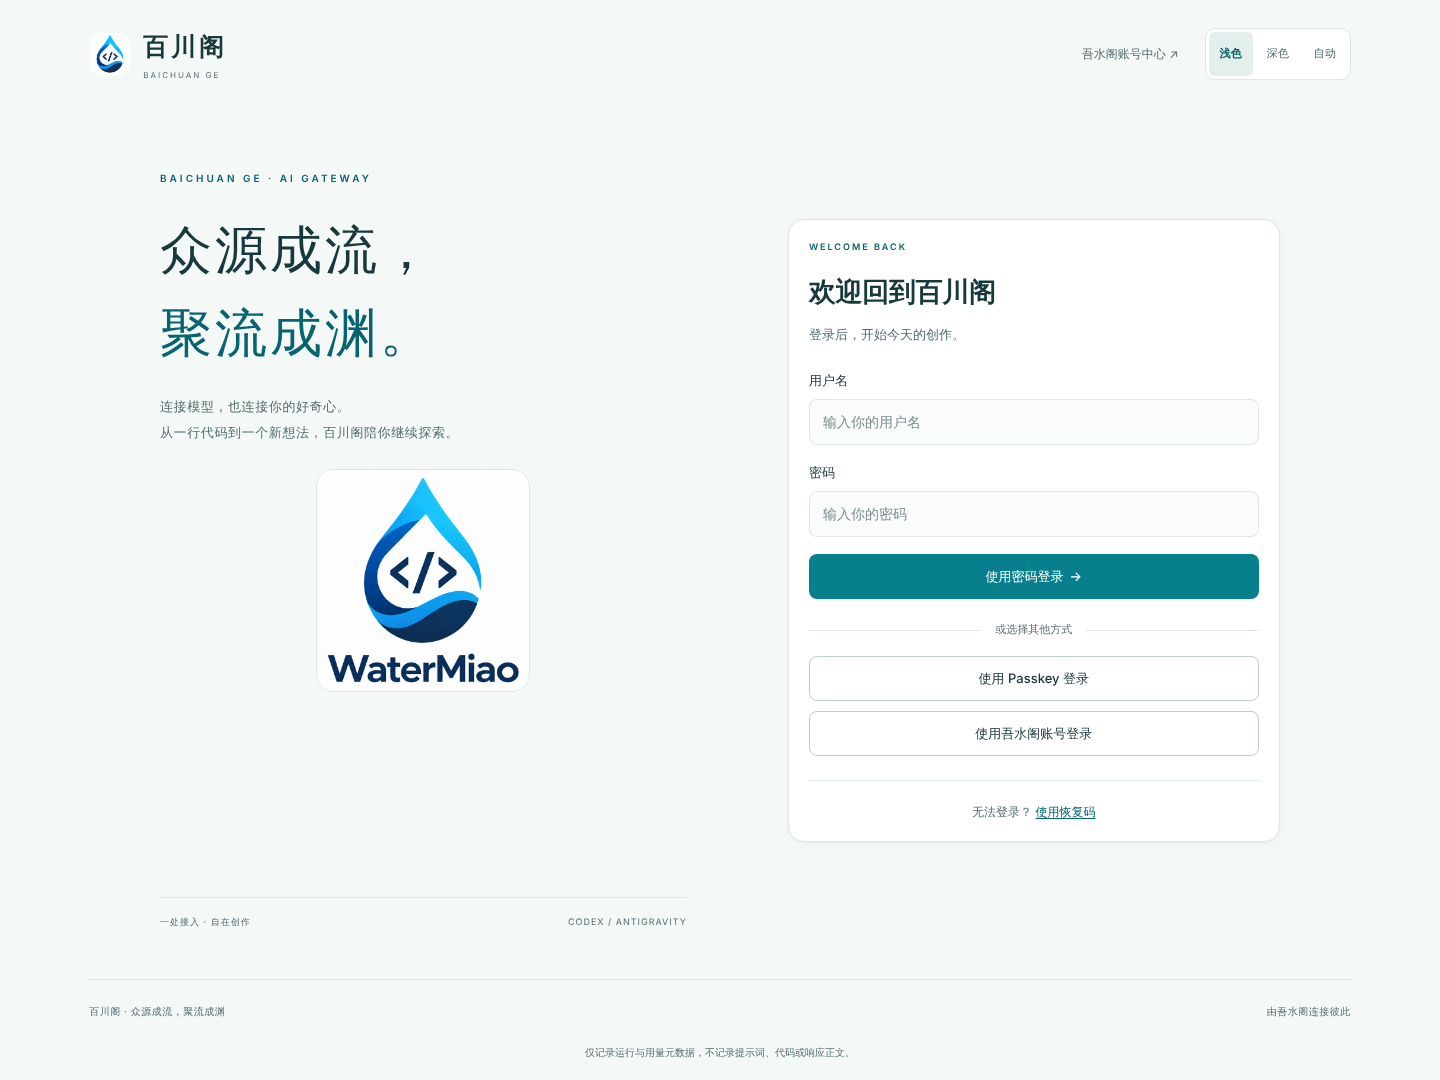 百川阁
BAICHUAN GE
吾水阁账号中心 ↗
浅色
深色
自动
BAICHUAN GE · AI GATEWAY
众源成流，
聚流成渊。
连接模型，也连接你的好奇心。
从一行代码到一个新想法，百川阁陪你继续探索。
</>
WaterMiao
一处接入 · 自在创作
CODEX / ANTIGRAVITY
WELCOME BACK
欢迎回到百川阁
登录后，开始今天的创作。
用户名
输入你的用户名
密码
输入你的密码
使用密码登录 →
或选择其他方式
使用 Passkey 登录
使用吾水阁账号登录
无法登录？ 使用恢复码
百川阁 · 众源成流，聚流成渊
由吾水阁连接彼此
仅记录运行与用量元数据，不记录提示词、代码或响应正文。